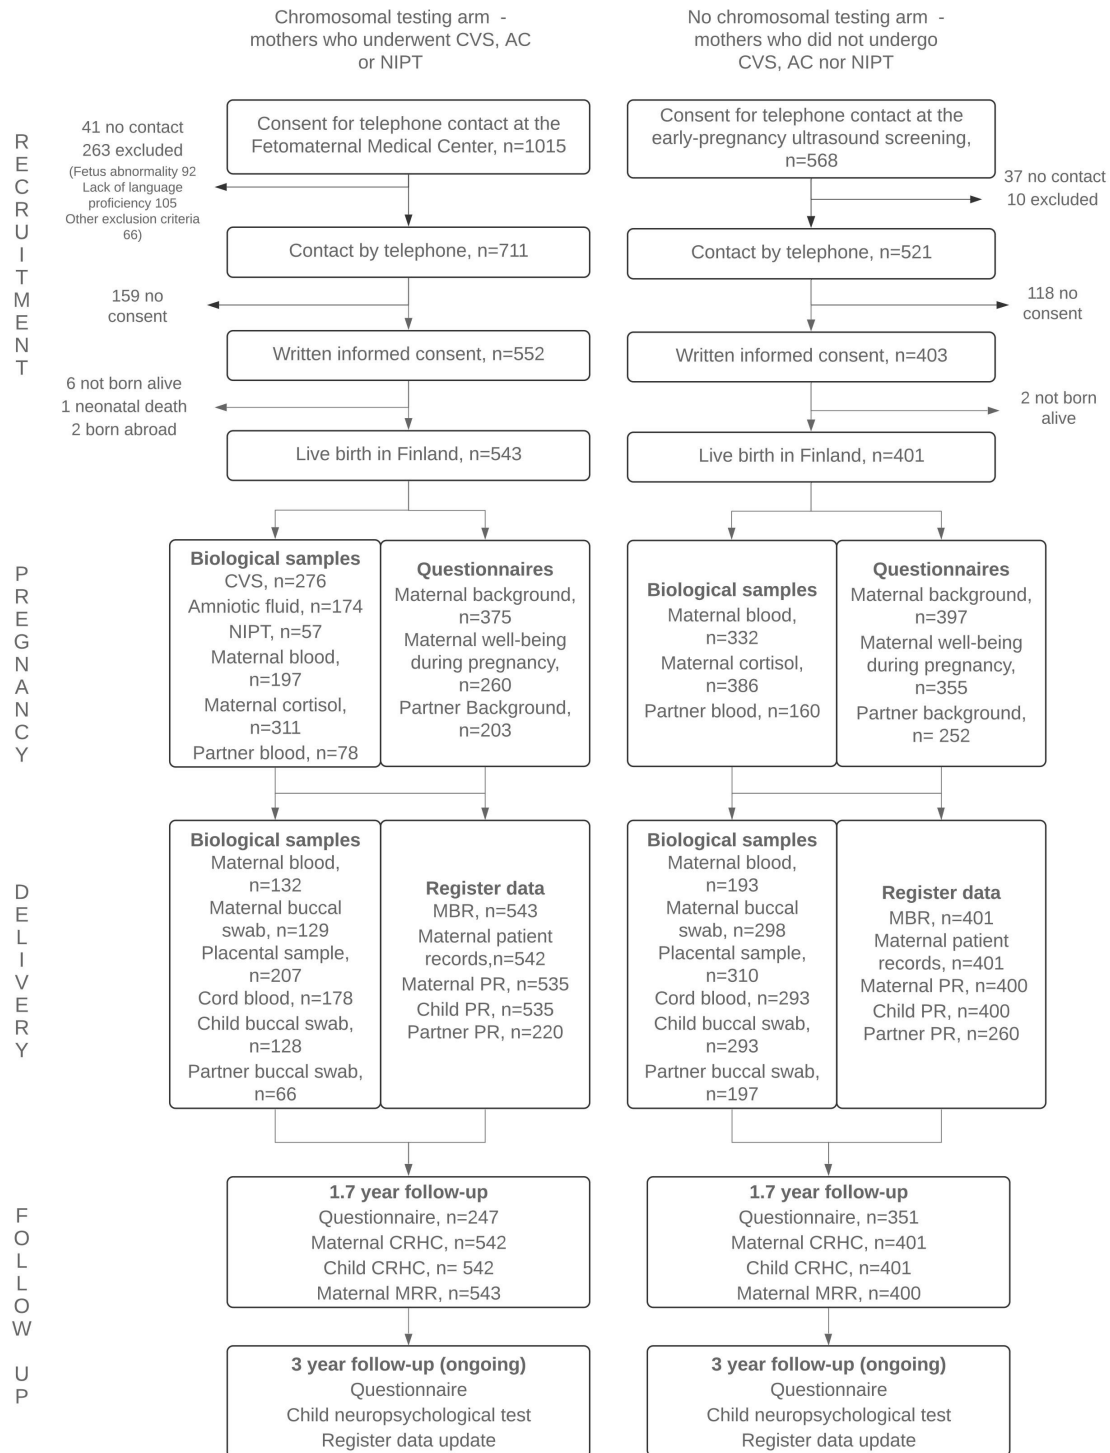 Chromosomal testing arm -
mothers who underwent CVS, AC
or NIPT
No chromosomal testing arm -
mothers who did not undergo
CVS, AC nor NIPT
RECRUITMENT
Consent for telephone contact at the
Fetomaternal Medical Center, n=1015
41 no contact
263 excluded
(Fetus abnormality 92
Lack of language
proficiency 105
Other exclusion criteria
66)
Contact by telephone, n=711
159 no
consent
Written informed consent, n=552
6 not born alive
1 neonatal death
2 born abroad
Live birth in Finland, n=543
Consent for telephone contact at the
early-pregnancy ultrasound screening,
n=568
37 no contact
10 excluded
Contact by telephone, n=521
118 no
consent
Written informed consent, n=403
2 not born
alive
Live birth in Finland, n=401
PREGNANCY
Biological samples
CVS, n=276
Amniotic fluid, n=174
NIPT, n=57
Maternal blood,
n=197
Maternal cortisol,
n=311
Partner blood, n=78
Questionnaires
Maternal background,
n=375
Maternal well-being
during pregnancy,
n=260
Partner Background,
n=203
Biological samples
Maternal blood,
n=332
Maternal cortisol,
n=386
Partner blood, n=160
Questionnaires
Maternal background,
n=397
Maternal well-being
during pregnancy,
n=355
Partner background,
n= 252
DELIVERY
Biological samples
Maternal blood,
n=132
Maternal buccal
swab, n=129
Placental sample,
n=207
Cord blood, n=178
Child buccal swab,
n=128
Partner buccal swab,
n=66
Register data
MBR, n=543
Maternal patient
records,n=542
Maternal PR, n=535
Child PR, n=535
Partner PR, n=220
Biological samples
Maternal blood,
n=193
Maternal buccal
swab, n=298
Placental sample,
n=310
Cord blood, n=293
Child buccal swab,
n=293
Partner buccal swab,
n=197
Register data
MBR, n=401
Maternal patient
records, n=401
Maternal PR, n=400
Child PR, n=400
Partner PR, n=260
FOLLOW UP
1.7 year follow-up
Questionnaire, n=247
Maternal CRHC, n=542
Child CRHC, n= 542
Maternal MRR, n=543
1.7 year follow-up
Questionnaire, n=351
Maternal CRHC, n=401
Child CRHC, n=401
Maternal MRR, n=400
3 year follow-up (ongoing)
Questionnaire
Child neuropsychological test
Register data update
3 year follow-up (ongoing)
Questionnaire
Child neuropsychological test
Register data update